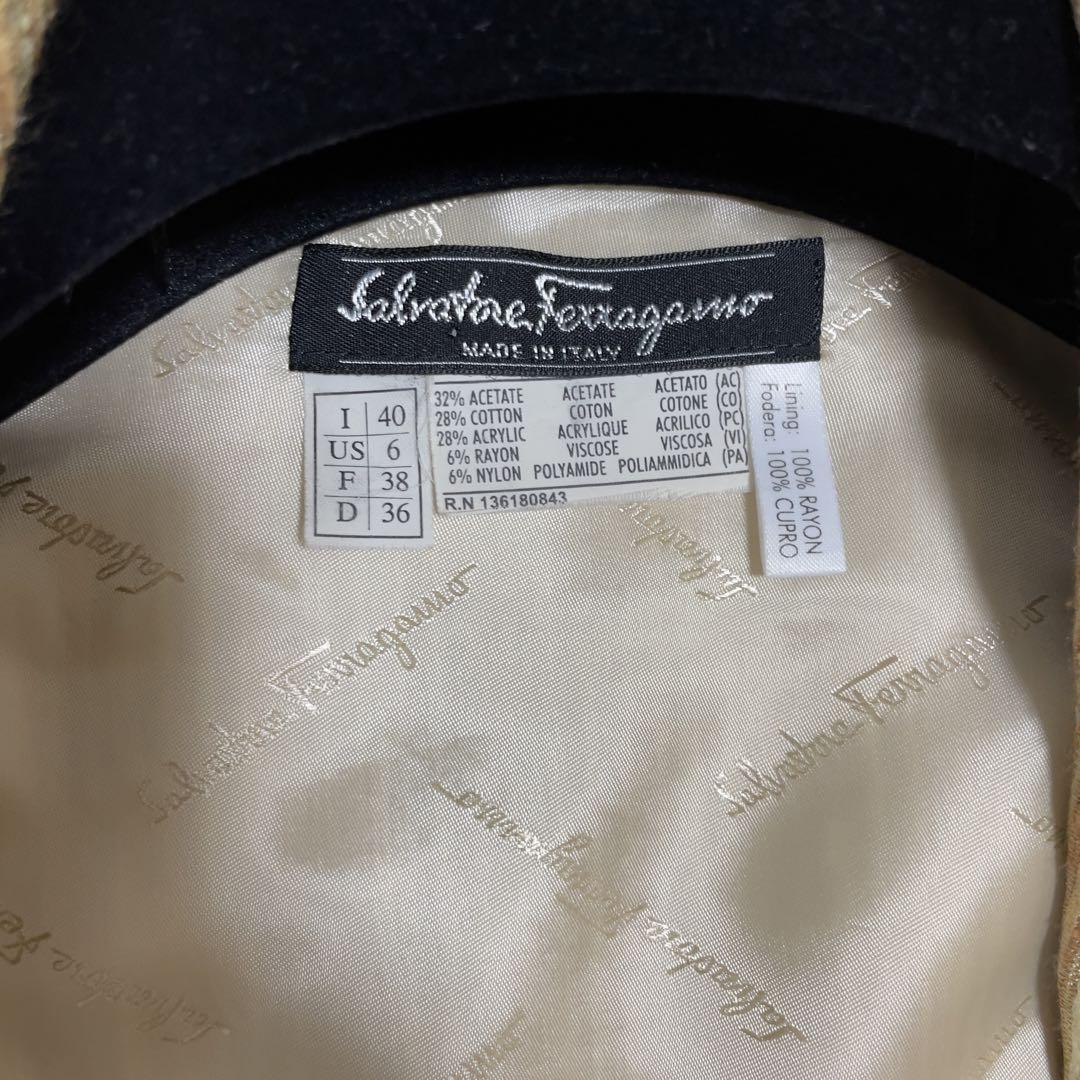 Salvatore Ferragamo
MADE IN ITALY
I 40
US 6
F 38
D 36
32% ACETATE ACETATE ACETATO (AC)
28% COTTON COTON COTONE (CO)
28% ACRYLIC ACRYLIQUE ACRILICO (PC)
6% RAYON VISCOSE VISCOSA (VI)
6% NYLON POLYAMIDE POLIAMMIDICA (PA)
R.N 136180843
Lining: 100% RAYON
Fodera: 100% CUPRO
Salvatore Ferragamo
Salvatore Ferragamo
Salvatore Ferragamo